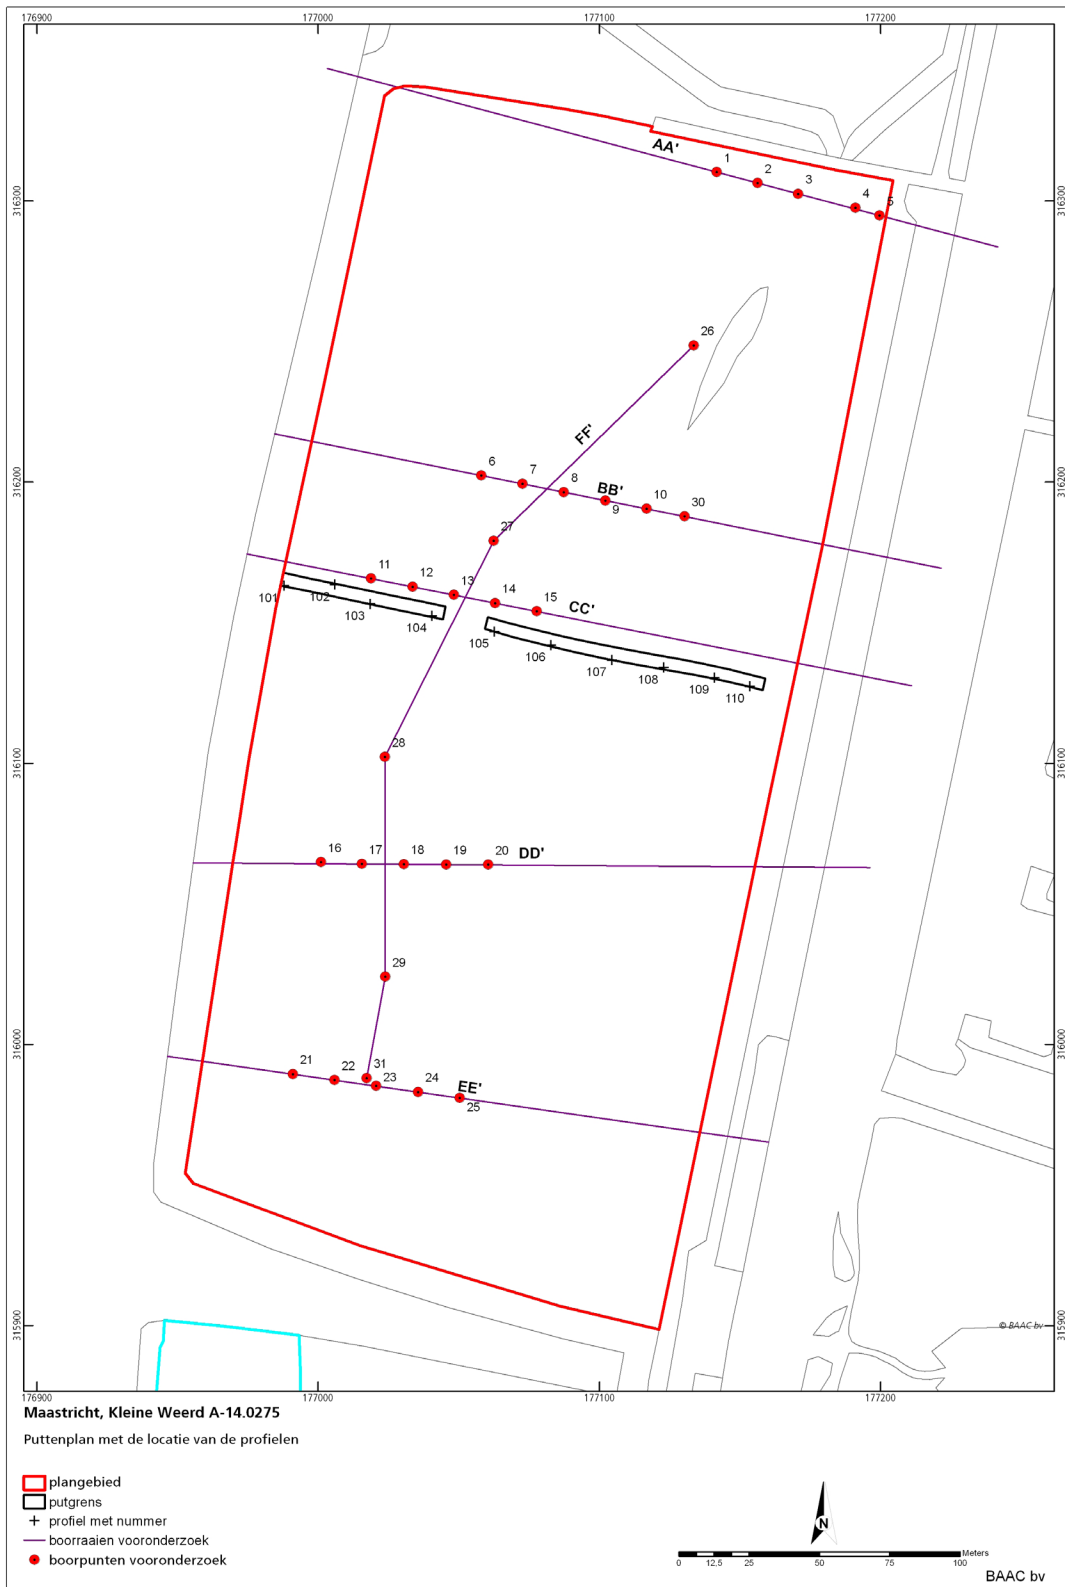 176900 177000 177100 177200
AA'
1
2
3
4
5
316300 316300
26
FF'
6
7
8
BB'
9
10
30
316200 316200
27
11
12
13
14
15
CC'
101
102
103
104
105
106
107
108
109
110
28
316100 316100
16
17
18
19
20
DD'
29
316000 316000
21
22
31
23
24
25
EE'
315900 315900
© BAAC bv
176900 177000 177100 177200
Maastricht, Kleine Weerd A-14.0275
Puttenplan met de locatie van de profielen
plangebied
putgrens
profiel met nummer
boorraaien vooronderzoek
boorpunten vooronderzoek
N
Meters
0 12,5 25 50 75 100
BAAC bv